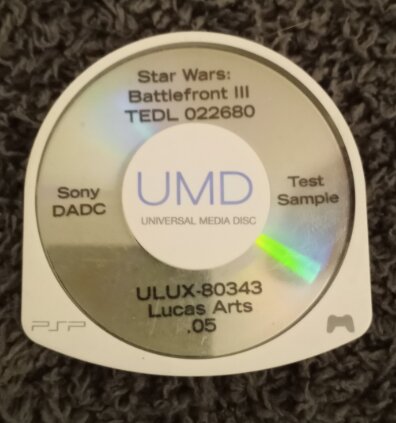 Star Wars:
Battlefront III
TEDL 022680
Sony
DADC
UMD
UNIVERSAL MEDIA DISC
Test
Sample
ULUX-80343
Lucas Arts
.05
PSP